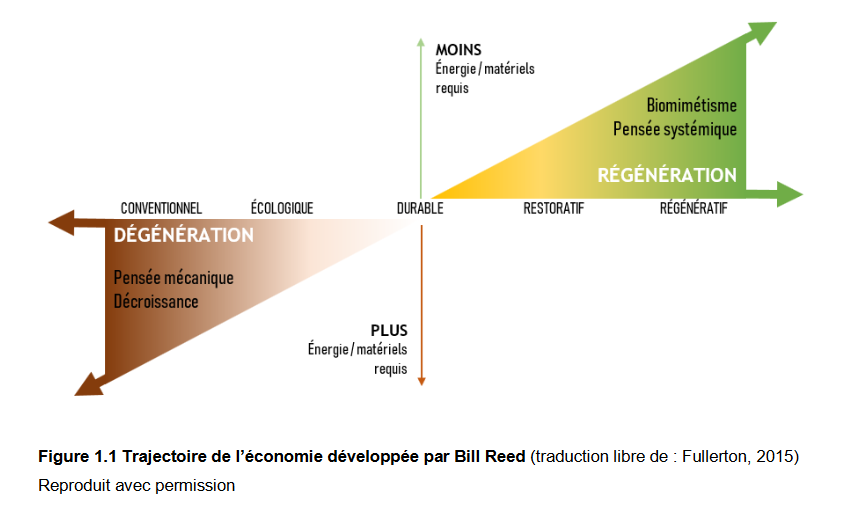 MOINS
Énergie / matériels
requis
Biomimétisme
Pensée systémique
RÉGÉNÉRATION
CONVENTIONNEL
ÉCOLOGIQUE
DURABLE
RESTORATIF
RÉGÉNÉRATIF
DÉGÉNÉRATION
Pensée mécanique
Décroissance
PLUS
Énergie / matériels
requis
Figure 1.1 Trajectoire de l’économie développée par Bill Reed (traduction libre de : Fullerton, 2015)
Reproduit avec permission